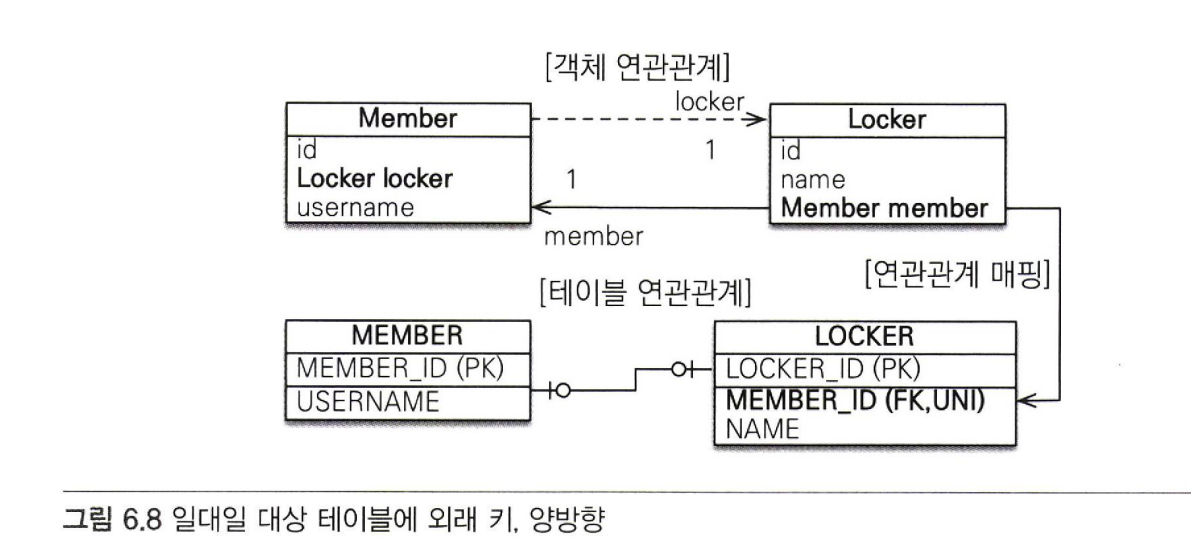 [객체 연관관계]
locker
Member
Locker
id
Locker locker
username
1
1
member
id
name
Member member
[연관관계 매핑]
[테이블 연관관계]
MEMBER
MEMBER_ID (PK)
USERNAME
LOCKER
LOCKER_ID (PK)
MEMBER_ID (FK,UNI)
NAME
그림 6.8 일대일 대상 테이블에 외래 키, 양방향